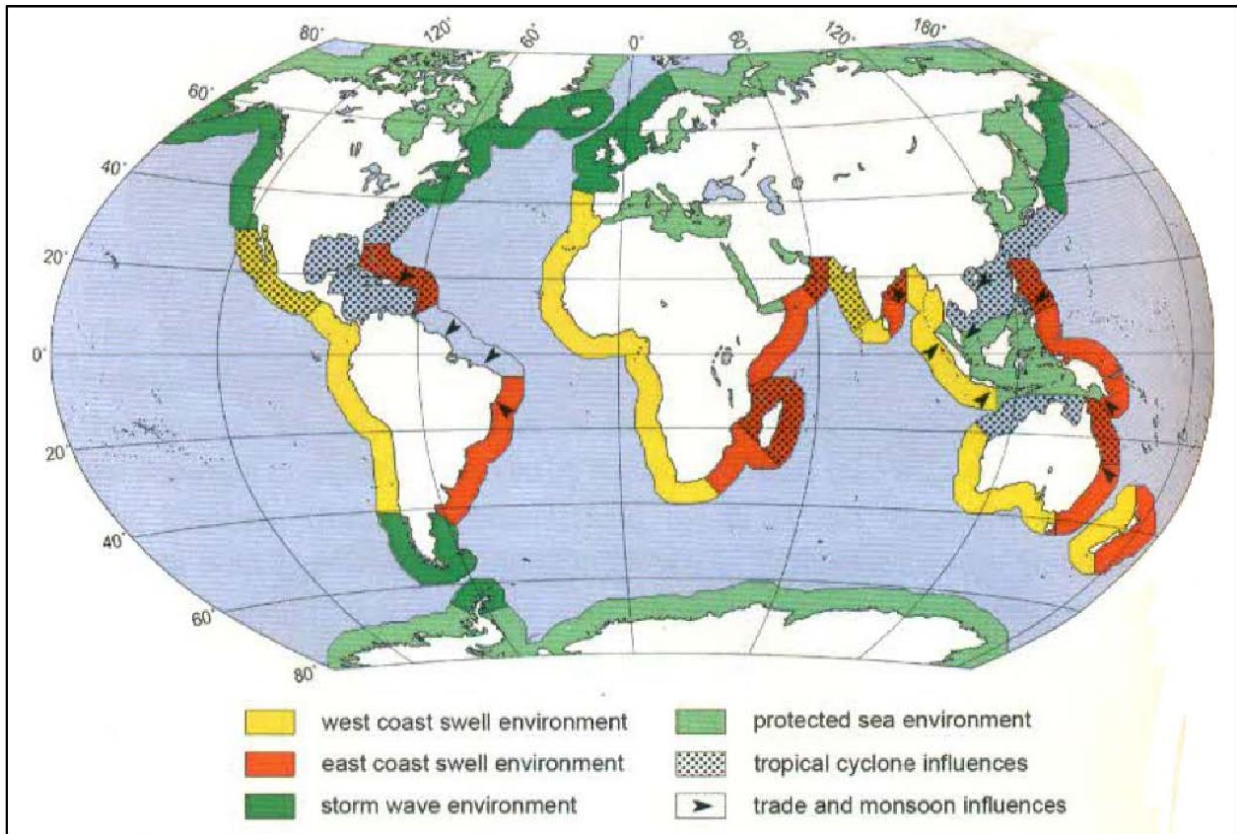 80° 120° 60° 0° 60° 120° 160°
60°
40°
20°
0°
20°
40°
60°
80°
west coast swell environment
protected sea environment
east coast swell environment
tropical cyclone influences
storm wave environment
trade and monsoon influences